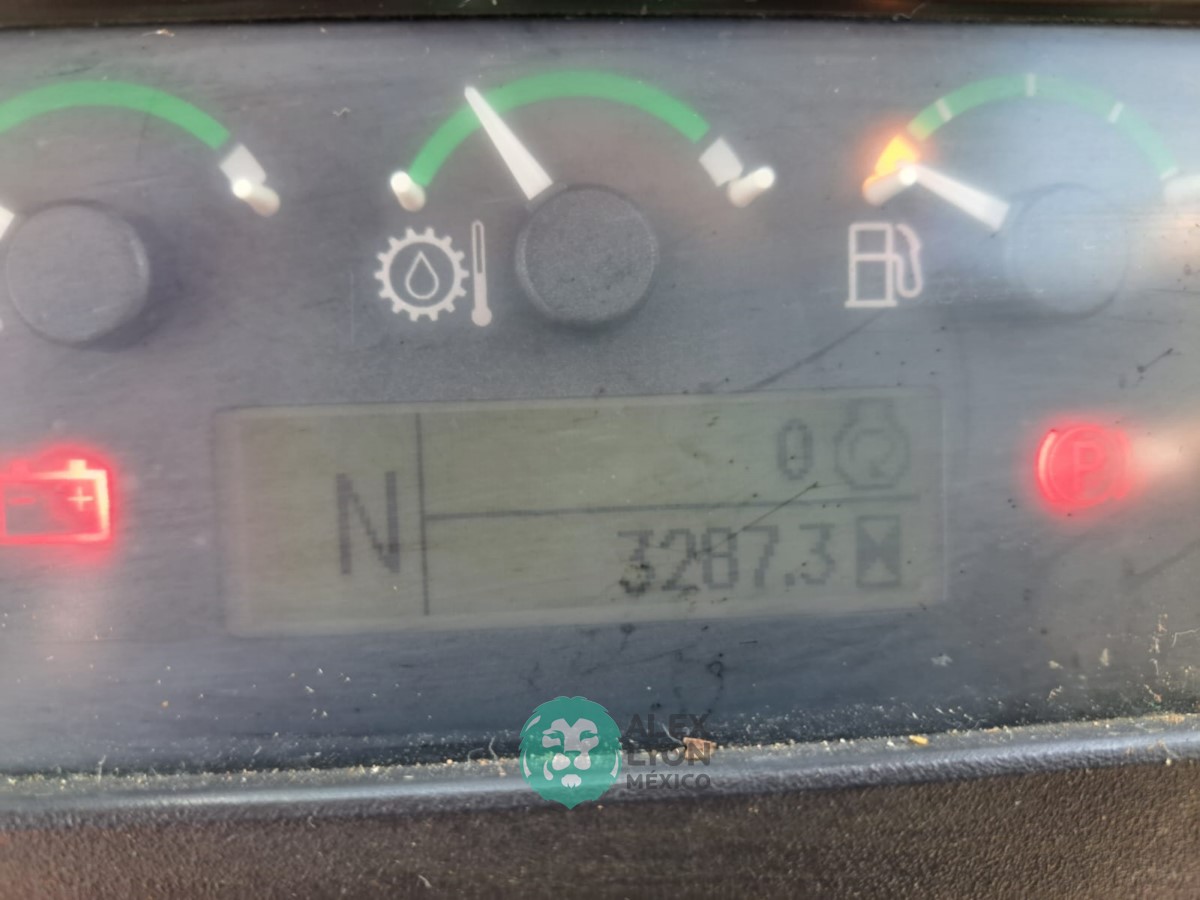 N
0
3287.3
P
ALEX
LION
MÉXICO